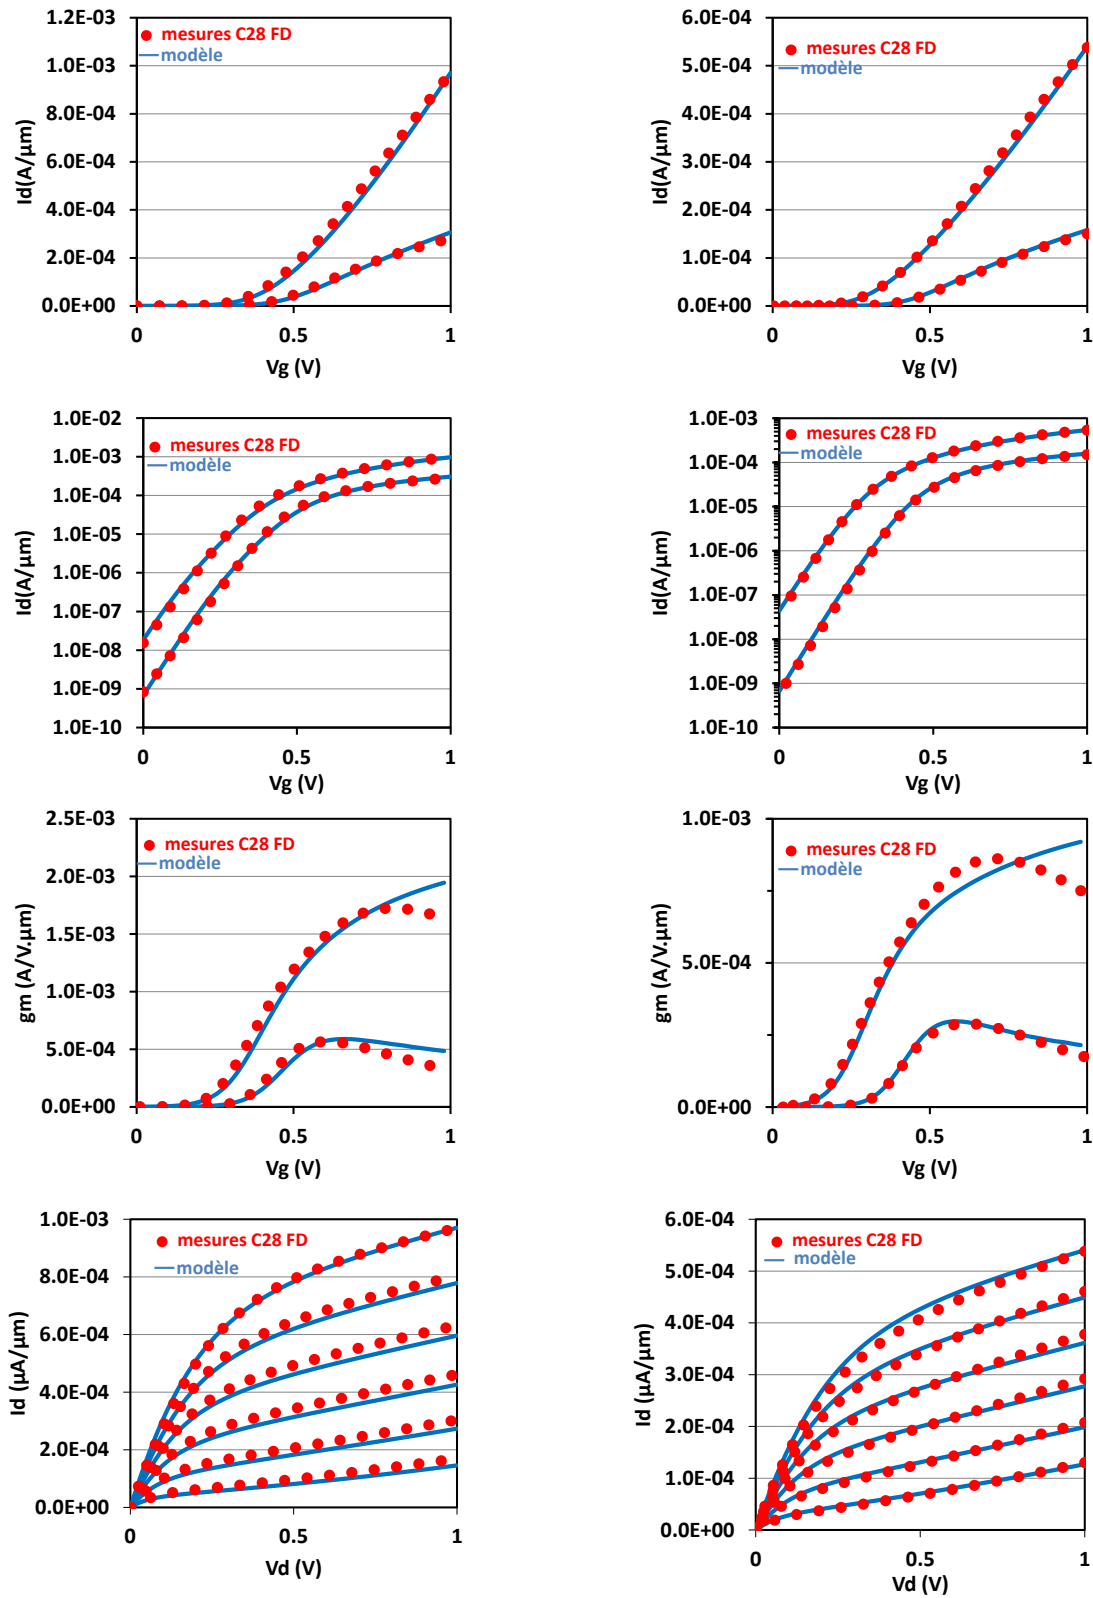 1.2E-03
1.0E-03
8.0E-04
6.0E-04
4.0E-04
2.0E-04
0.0E+00
Id(A/µm)
mesures C28 FD
modèle
0 0.5 1
Vg (V)
6.0E-04
5.0E-04
4.0E-04
3.0E-04
2.0E-04
1.0E-04
0.0E+00
Id(A/µm)
mesures C28 FD
modèle
0 0.5 1
Vg (V)
1.0E-02
1.0E-03
1.0E-04
1.0E-05
1.0E-06
1.0E-07
1.0E-08
1.0E-09
1.0E-10
Id(A/µm)
mesures C28 FD
modèle
0 0.5 1
Vg (V)
1.0E-03
1.0E-04
1.0E-05
1.0E-06
1.0E-07
1.0E-08
1.0E-09
1.0E-10
Id(A/µm)
mesures C28 FD
modèle
0 0.5 1
Vg (V)
2.5E-03
2.0E-03
1.5E-03
1.0E-03
5.0E-04
0.0E+00
gm (A/V.µm)
mesures C28 FD
modèle
0 0.5 1
Vg (V)
1.0E-03
5.0E-04
0.0E+00
gm (A/V.µm)
mesures C28 FD
modèle
0 0.5 1
Vg (V)
1.0E-03
8.0E-04
6.0E-04
4.0E-04
2.0E-04
0.0E+00
Id (µA/µm)
mesures C28 FD
modèle
0 0.5 1
Vd (V)
6.0E-04
5.0E-04
4.0E-04
3.0E-04
2.0E-04
1.0E-04
0.0E+00
Id (µA/µm)
mesures C28 FD
modèle
0 0.5 1
Vd (V)